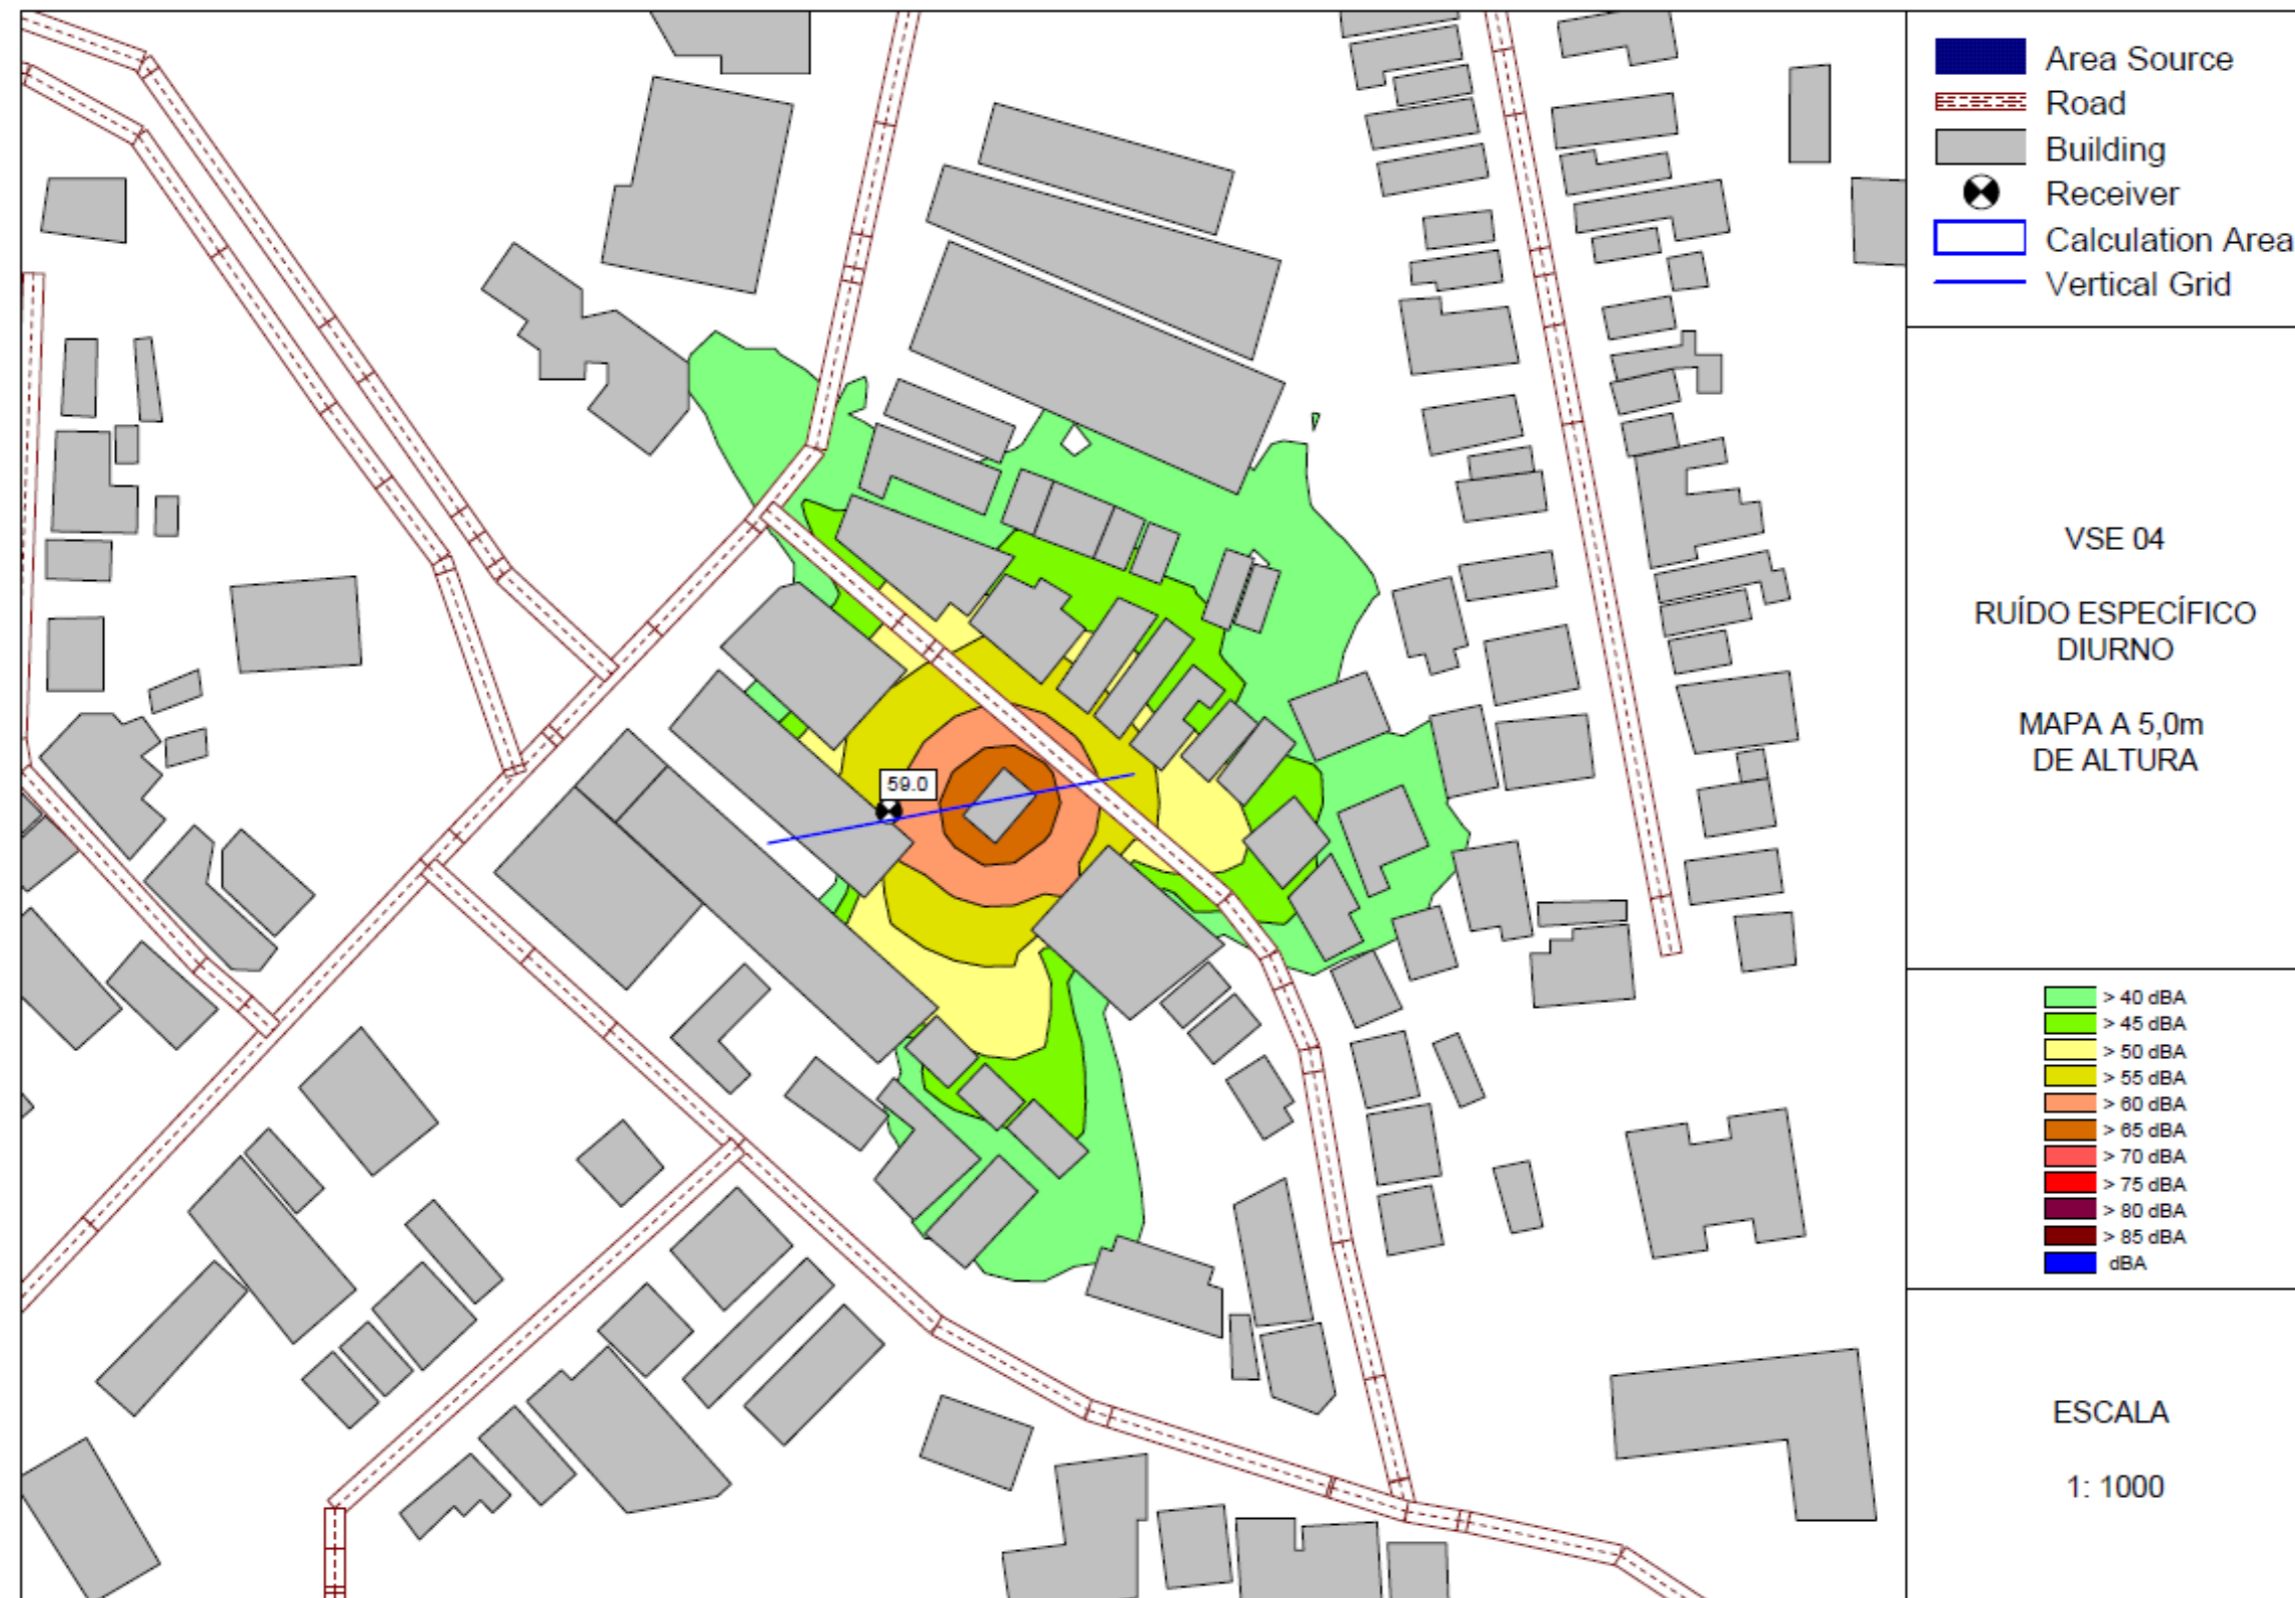 Area Source
Road
Building
Receiver
Calculation Area
Vertical Grid
VSE 04
RUÍDO ESPECÍFICO
DIURNO
MAPA A 5,0m
DE ALTURA
59.0
> 40 dBA
> 45 dBA
> 50 dBA
> 55 dBA
> 60 dBA
> 65 dBA
> 70 dBA
> 75 dBA
> 80 dBA
> 85 dBA
dBA
ESCALA
1: 1000